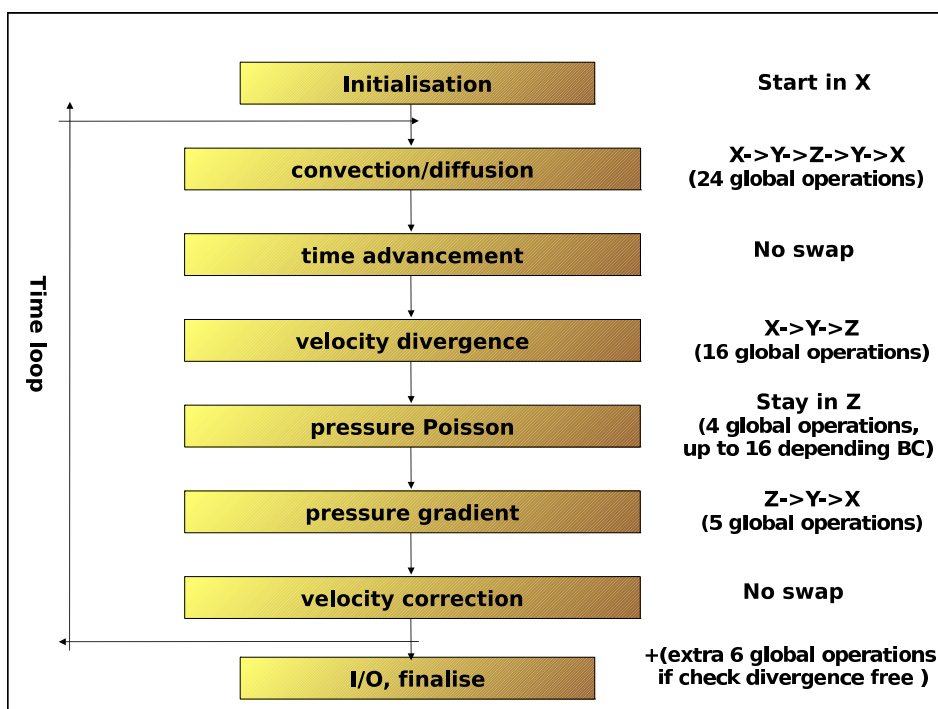 Initialisation
Start in X
convection/diffusion
X->Y->Z->Y->X
(24 global operations)
time advancement
No swap
Time loop
velocity divergence
X->Y->Z
(16 global operations)
pressure Poisson
Stay in Z
(4 global operations,
up to 16 depending BC)
pressure gradient
Z->Y->X
(5 global operations)
velocity correction
No swap
I/O, finalise
+(extra 6 global operations
if check divergence free )